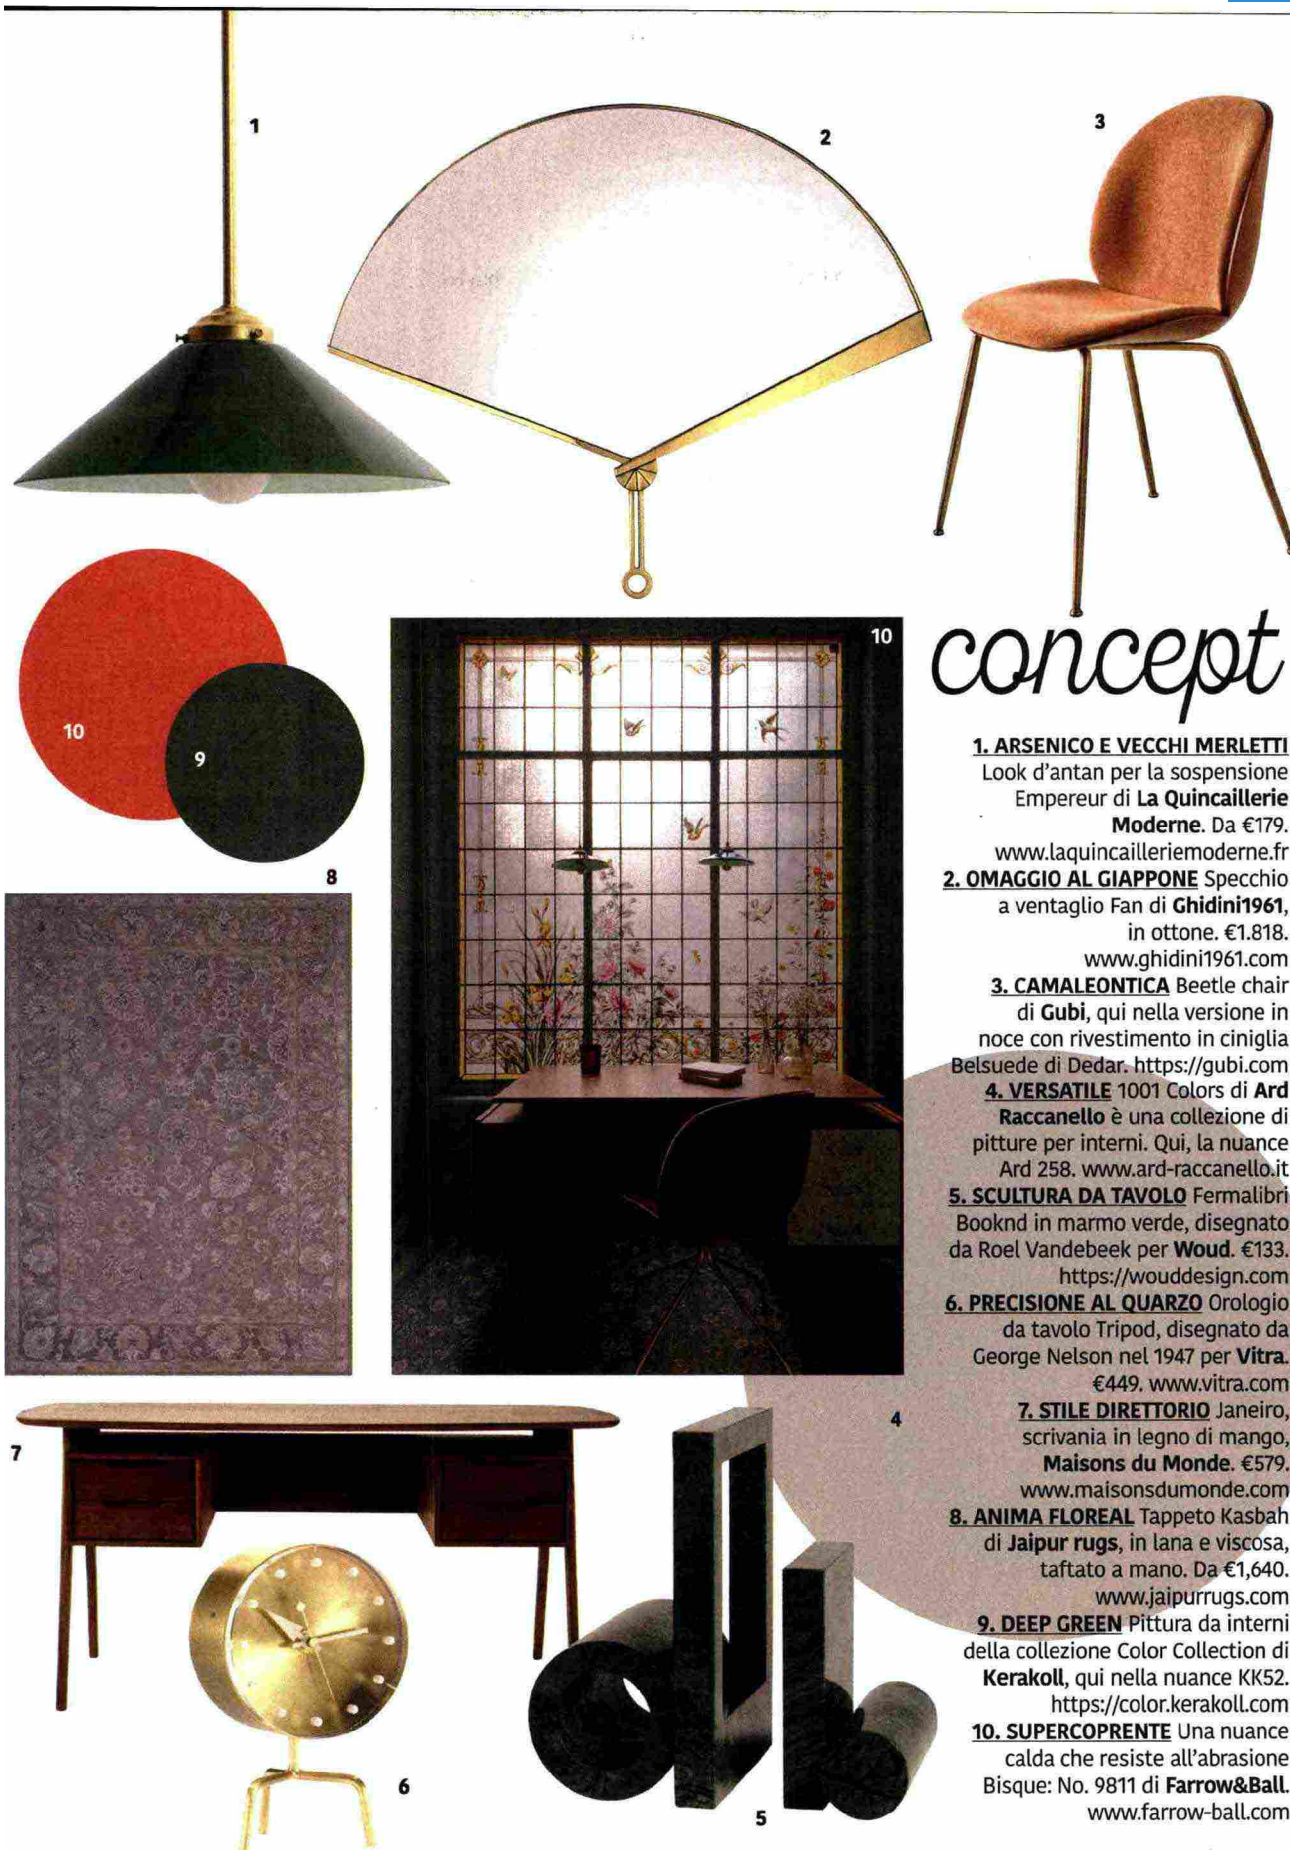 1
2
3
10
9
10
8
concept
1. ARSENICO E VECCHI MERLETTI
Look d'antan per la sospensione
Empereur di La Quincaillerie
Moderne. Da €179.
www.laquincailleriemoderne.fr
2. OMAGGIO AL GIAPPONE Specchio
a ventaglio Fan di Ghidini1961,
in ottone. €1.818.
www.ghidini1961.com
3. CAMALEONTICA Beetle chair
di Gubi, qui nella versione in
noce con rivestimento in ciniglia
Belsuede di Dedar. https://gubi.com
4. VERSATILE 1001 Colors di Ard
Raccanello è una collezione di
pitture per interni. Qui, la nuance
Ard 258. www.ard-raccanello.it
5. SCULTURA DA TAVOLO Fermalibri
Booknd in marmo verde, disegnato
da Roel Vandebeek per Woud. €133.
https://wouddesign.com
6. PRECISIONE AL QUARZO Orologio
da tavolo Tripod, disegnato da
George Nelson nel 1947 per Vitra.
€449. www.vitra.com
7. STILE DIRETTORIO Janeiro,
scrivania in legno di mango,
Maisons du Monde. €579.
www.maisonsdumonde.com
8. ANIMA FLOREAL Tappeto Kasbah
di Jaipur rugs, in lana e viscosa,
taftato a mano. Da €1,640.
www.jaipurrugs.com
9. DEEP GREEN Pittura da interni
della collezione Color Collection di
Kerakoll, qui nella nuance KK52.
https://color.kerakoll.com
10. SUPERCOPRENTE Una nuance
calda che resiste all'abrasione
Bisque: No. 9811 di Farrow&Ball.
www.farrow-ball.com
7
4
6
5